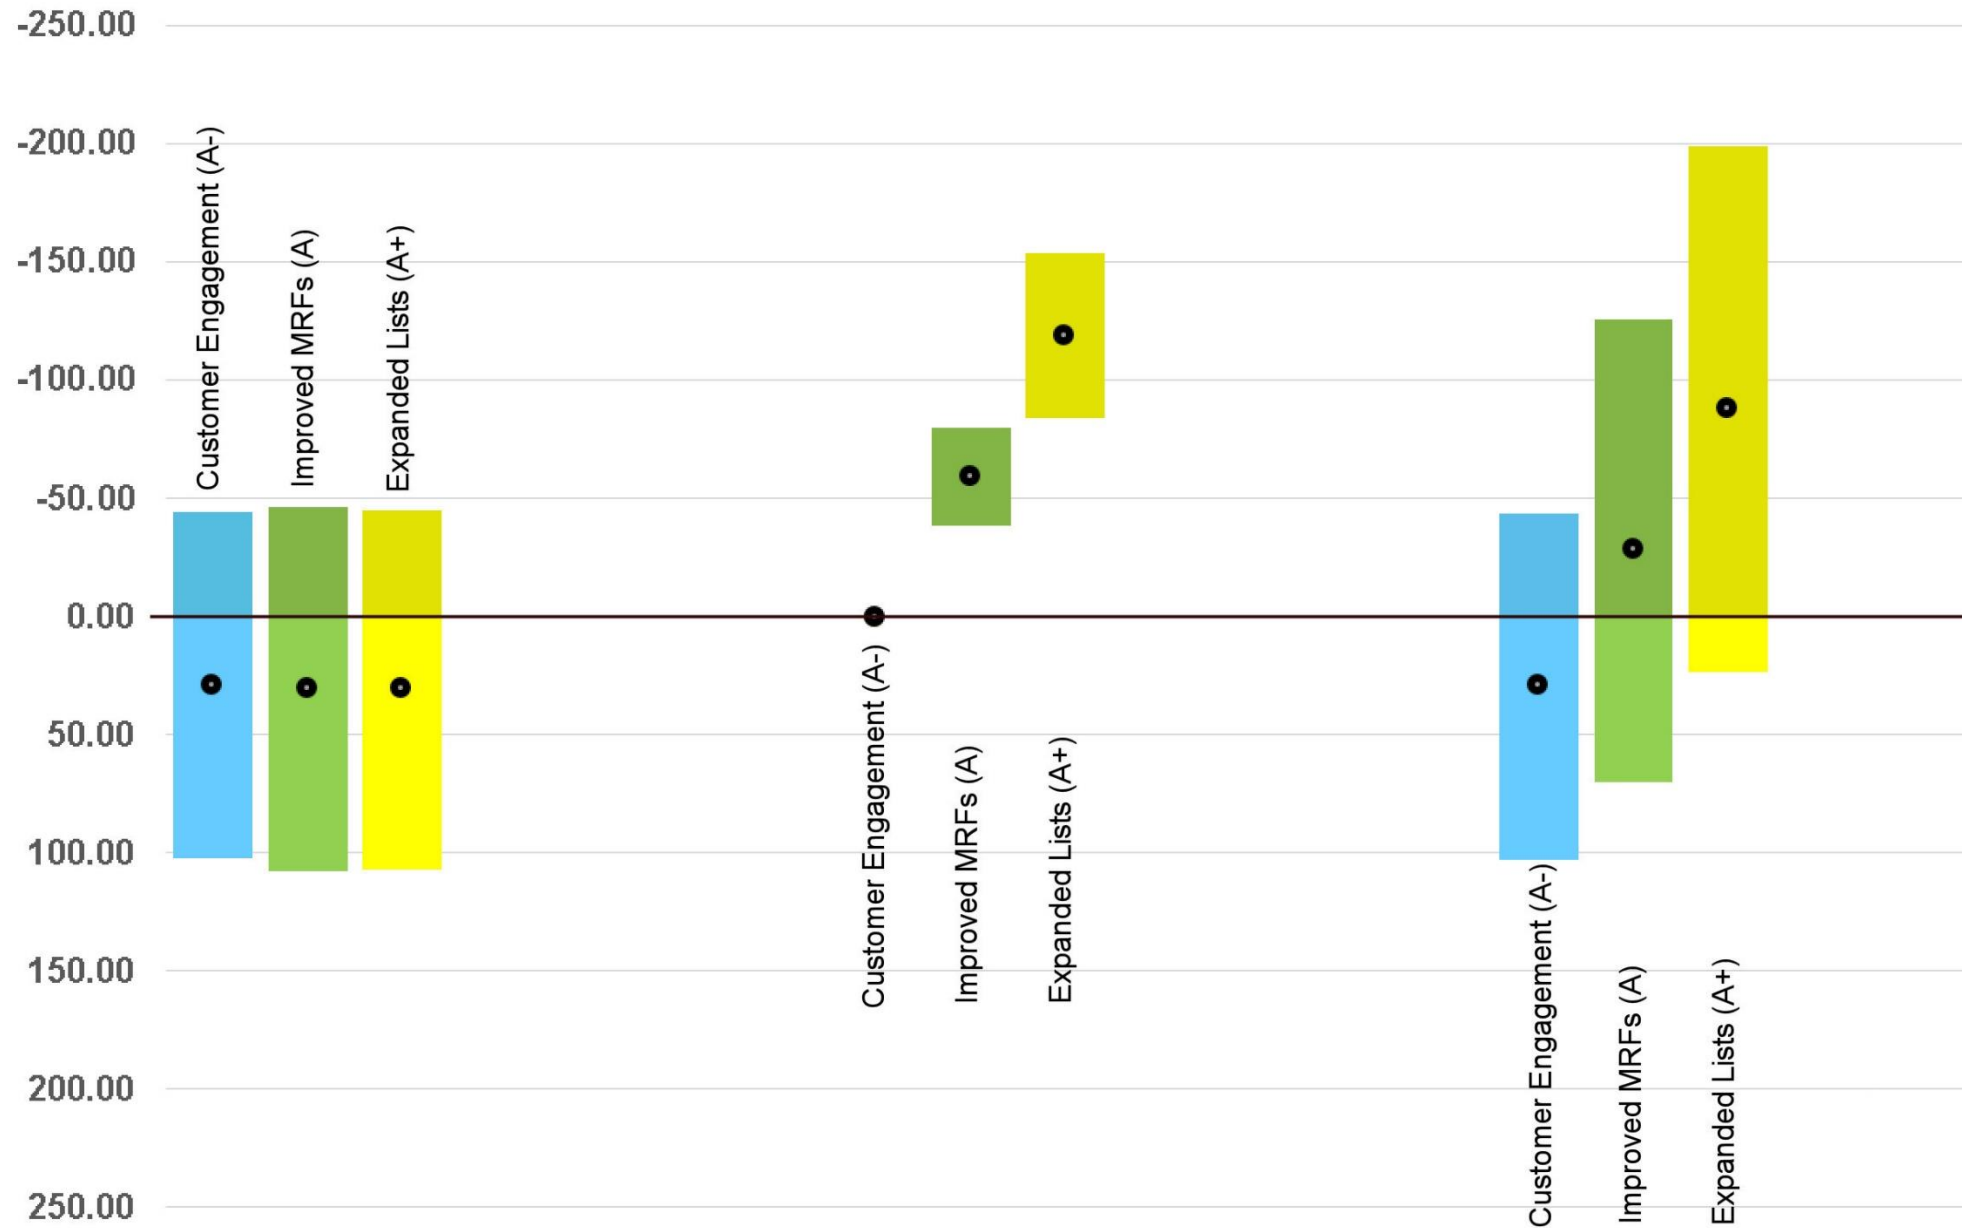 -250.00
-200.00
-150.00
-100.00
-50.00
0.00
50.00
100.00
150.00
200.00
250.00
Customer Engagement (A-)
Improved MRFs (A)
Expanded Lists (A+)
Customer Engagement (A-)
Improved MRFs (A)
Expanded Lists (A+)
Customer Engagement (A-)
Improved MRFs (A)
Expanded Lists (A+)